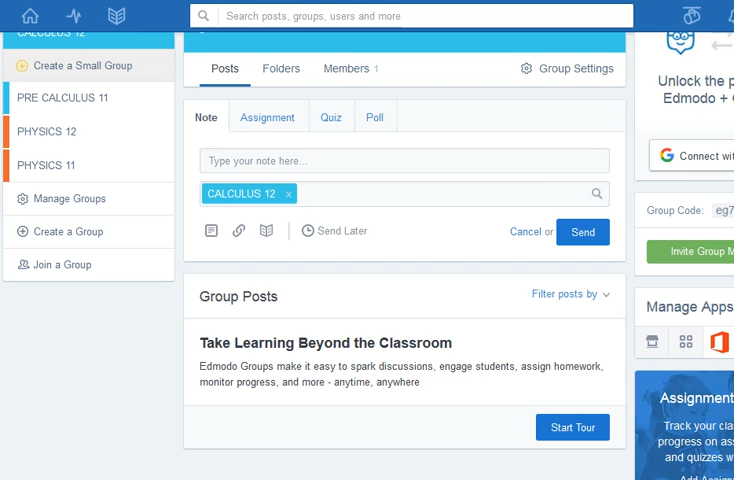 Search posts, groups, users and more
CALCULUS 12
Create a Small Group
PRE CALCULUS 11
PHYSICS 12
PHYSICS 11
Manage Groups
Create a Group
Join a Group
Posts Folders Members 1 Group Settings
Note Assignment Quiz Poll
Type your note here...
CALCULUS 12 ×
Send Later Cancel or Send
Group Posts Filter posts by
Take Learning Beyond the Classroom
Edmodo Groups make it easy to spark discussions, engage students, assign homework,
monitor progress, and more - anytime, anywhere
Start Tour
Unlock the p
Edmodo +
Connect wit
Group Code: eg7
Invite Group M
Manage Apps
Assignment
Track your cla
progress on ass
and quizzes w